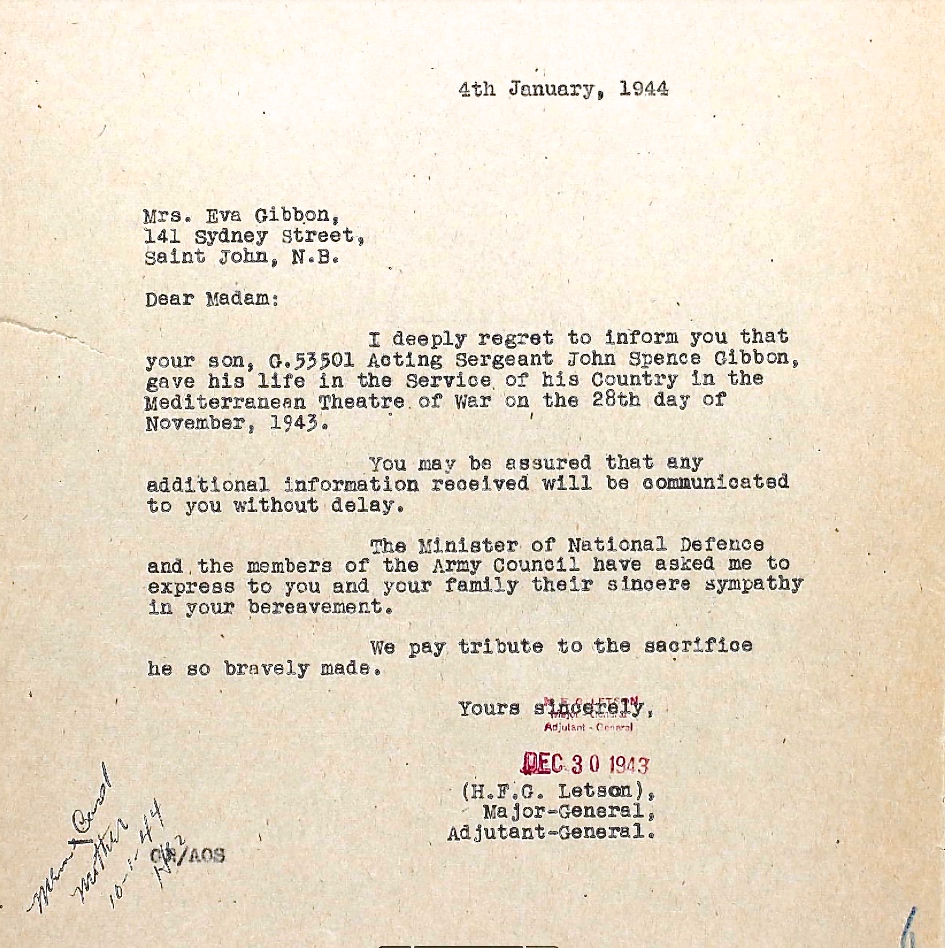 4th January, 1944
Mrs. Eva Gibbon,
141 Sydney Street,
Saint John, N.B.
Dear Madam:
I deeply regret to inform you that
your son, G.53501 Acting Sergeant John Spence Gibbon,
gave his life in the Service of his Country in the
Mediterranean Theatre of War on the 28th day of
November, 1943.
You may be assured that any
additional information received will be communicated
to you without delay.
The Minister of National Defence
and the members of the Army Council have asked me to
express to you and your family their sincere sympathy
in your bereavement.
We pay tribute to the sacrifice
he so bravely made.
Yours sincerely,
Major - General
Adjutant - General
DEC 30 1943
(H.F.G. Letson),
Major-General,
Adjutant-General.
Mem Card
Mother
10-1-44
/AOS